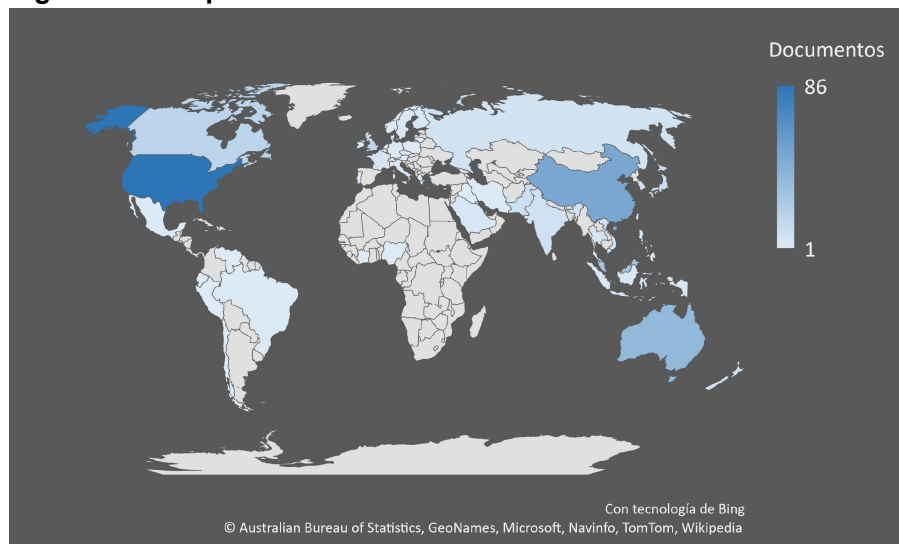 Documentos
86
1
Con tecnología de Bing
© Australian Bureau of Statistics, GeoNames, Microsoft, Navinfo, TomTom, Wikipedia